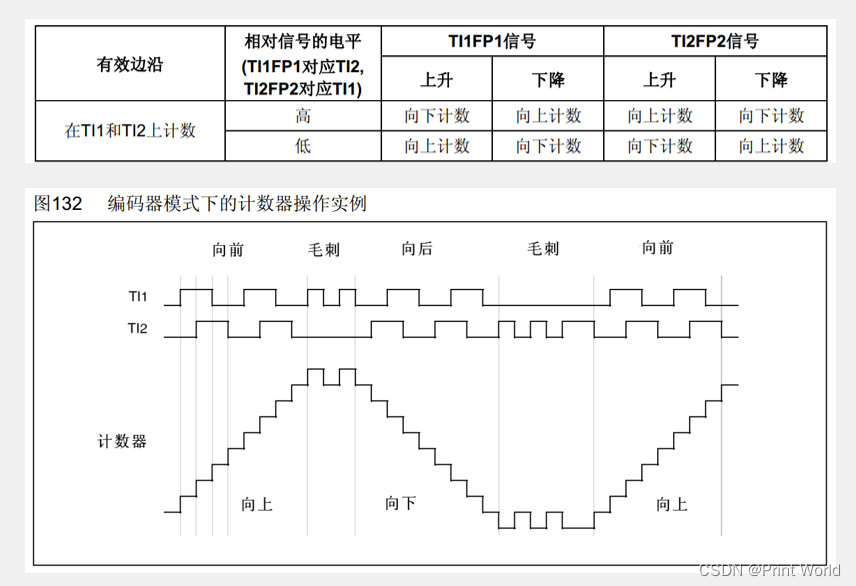 有效边沿 相对信号的电平 TI1FP1信号 TI2FP2信号
(TI1FP1对应TI2,
TI2FP2对应TI1) 上升 下降 上升 下降
在TI1和TI2上计数 高 向下计数 向上计数 向上计数 向下计数
低 向上计数 向下计数 向下计数 向上计数
图132 编码器模式下的计数器操作实例
向前 毛刺 向后 毛刺 向前
TI1
TI2
计数器
向上 向下 向上
CSDN @Print World